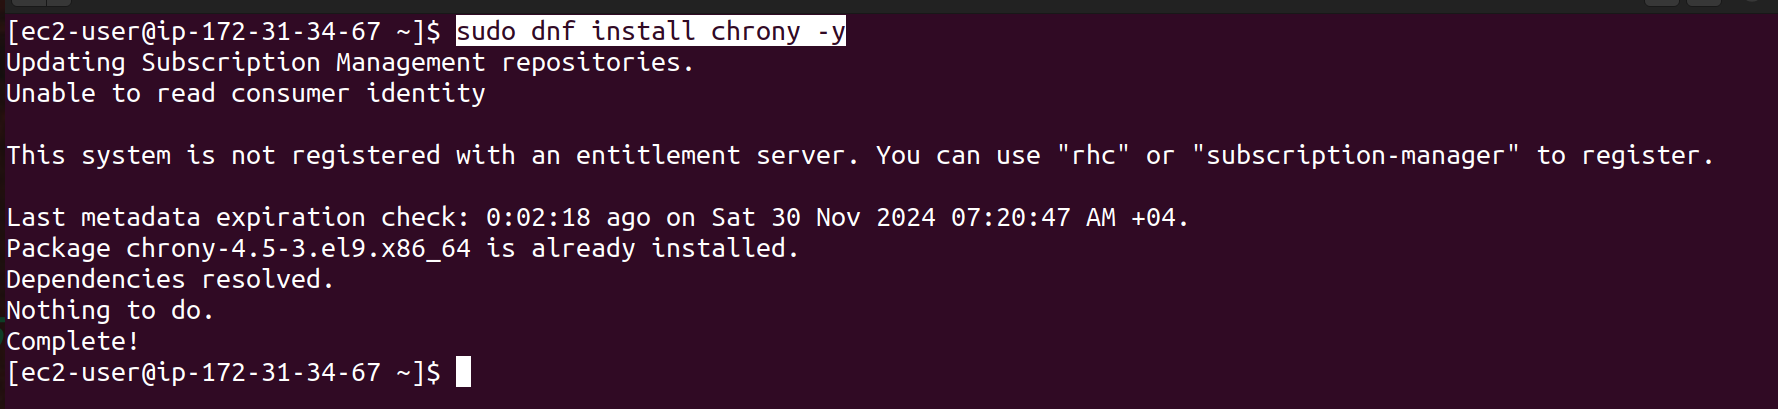 [ec2-user@ip-172-31-34-67 ~]$ sudo dnf install chrony -y
Updating Subscription Management repositories.
Unable to read consumer identity
This system is not registered with an entitlement server. You can use "rhc" or "subscription-manager" to register.
Last metadata expiration check: 0:02:18 ago on Sat 30 Nov 2024 07:20:47 AM +04.
Package chrony-4.5-3.el9.x86_64 is already installed.
Dependencies resolved.
Nothing to do.
Complete!
[ec2-user@ip-172-31-34-67 ~]$